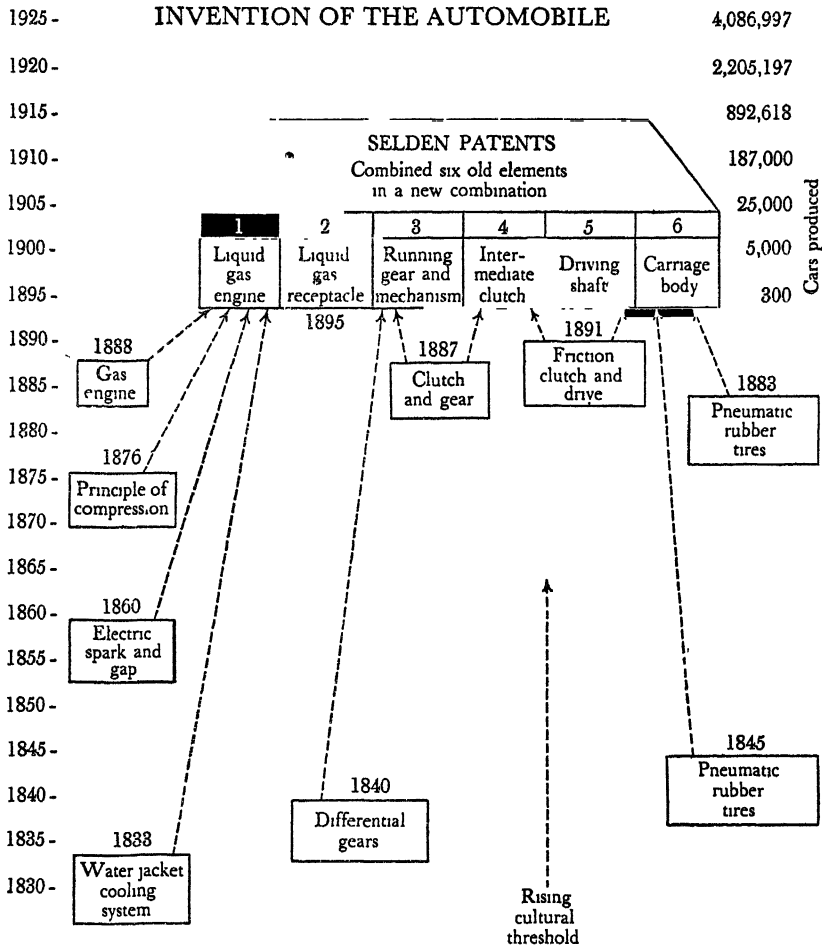 INVENTION OF THE AUTOMOBILE
1925 -
4,086,997
1920 -
2,205,197
1915 -
892,618
SELDEN PATENTS
1910 -
Combined six old elements
in a new combination
187,000
1905 -
25,000
1 2 3 4 5 6
1900 -
5,000
Cars produced
Liquid
gas
engine
Liquid
gas
receptacle
Running
gear and
mechanism
Inter-
mediate
clutch
Driving
shaft
Carriage
body
1895 -
300
1895
1890 -
1888
Gas
engine
1887
Clutch
and gear
1891
Friction
clutch and
drive
1883
Pneumatic
rubber
tires
1885 -
1880 -
1876
Principle of
compression
1875 -
1870 -
1865 -
1860 -
1860
Electric
spark and
gap
1855 -
1850 -
1845 -
1845
Pneumatic
rubber
tires
1840 -
1840
Differential
gears
1835 -
1833
Water jacket
cooling
system
1830 -
Rising
cultural
threshold